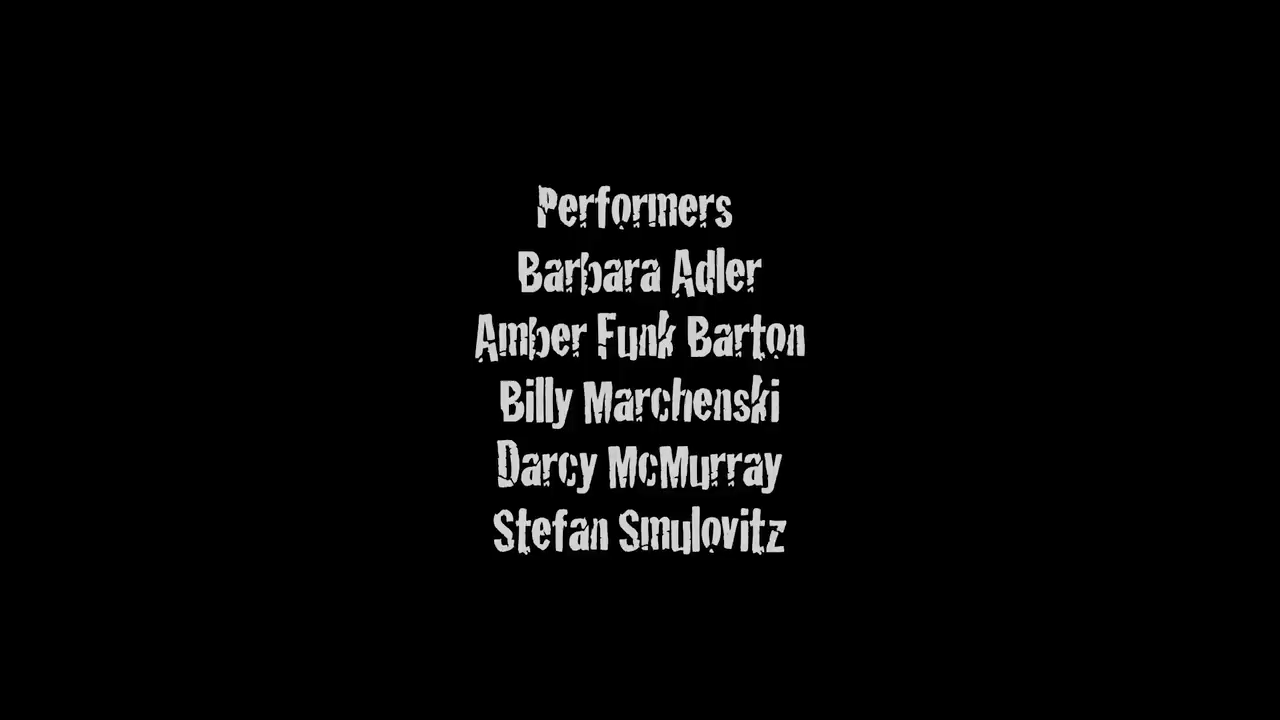 Performers
Barbara Adler
Amber Funk Barton
Billy Marchenski
Darcy McMurray
Stefan Smulovitz